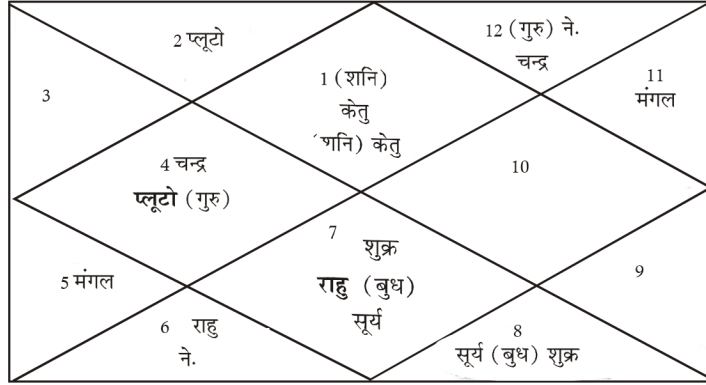 2 प्लूटो
12 (गुरु) ने.
चन्द्र
3
1 (शनि)
केतु
(शनि) केतु
11
मंगल
4 चन्द्र
प्लूटो (गुरु)
10
7
शुक्र
राहु (बुध)
सूर्य
5 मंगल
9
6 राहु
ने.
8
सूर्य (बुध) शुक्र